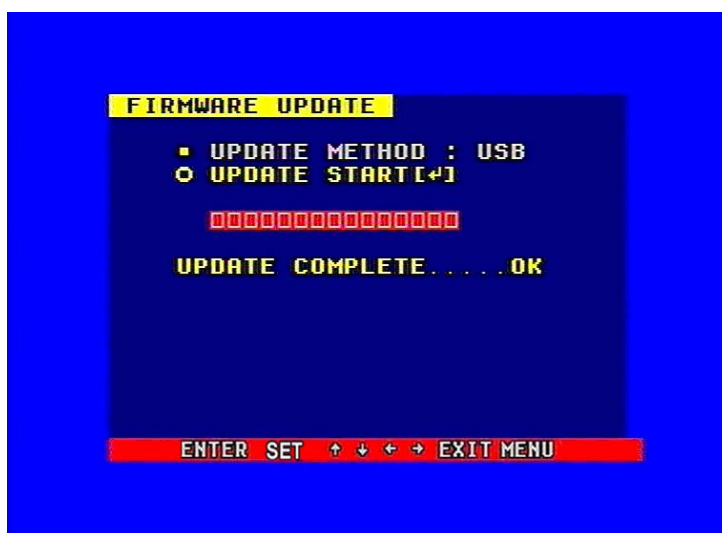 FIRMWARE UPDATE
UPDATE METHOD : USB
UPDATE START[↵]
UPDATE COMPLETE.....OK
ENTER SET ↑ ↓ ← → EXIT MENU